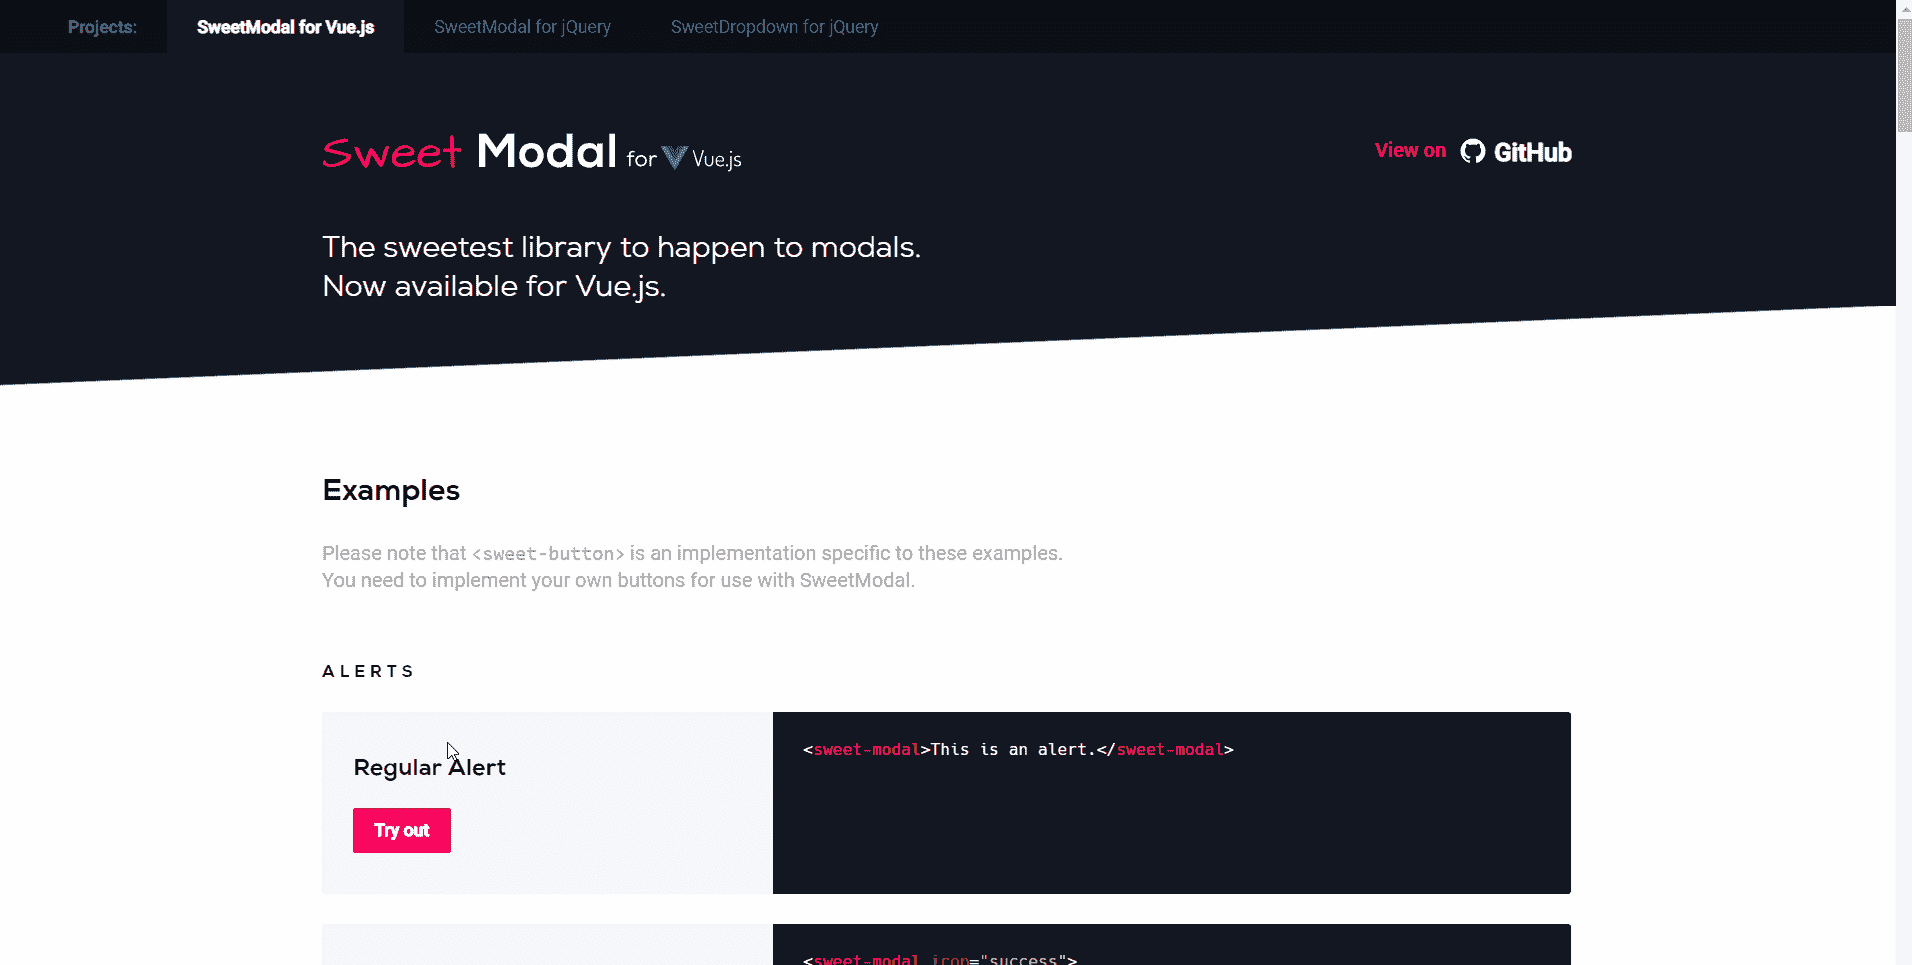 Projects:
SweetModal for Vue.js
SweetModal for jQuery
SweetDropdown for jQuery
Sweet Modal for Vue.js
View on GitHub
The sweetest library to happen to modals.
Now available for Vue.js.
Examples
Please note that <sweet-button> is an implementation specific to these examples.
You need to implement your own buttons for use with SweetModal.
ALERTS
Regular Alert
Try out
<sweet-modal>This is an alert.</sweet-modal>
<sweet-modal icon="success">